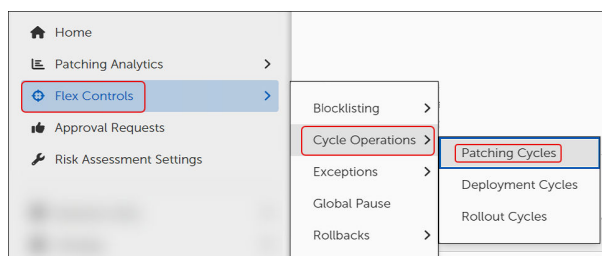 Home
Patching Analytics
Flex Controls
Approval Requests
Risk Assessment Settings
Blocklisting
Cycle Operations
Exceptions
Global Pause
Rollbacks
Patching Cycles
Deployment Cycles
Rollout Cycles